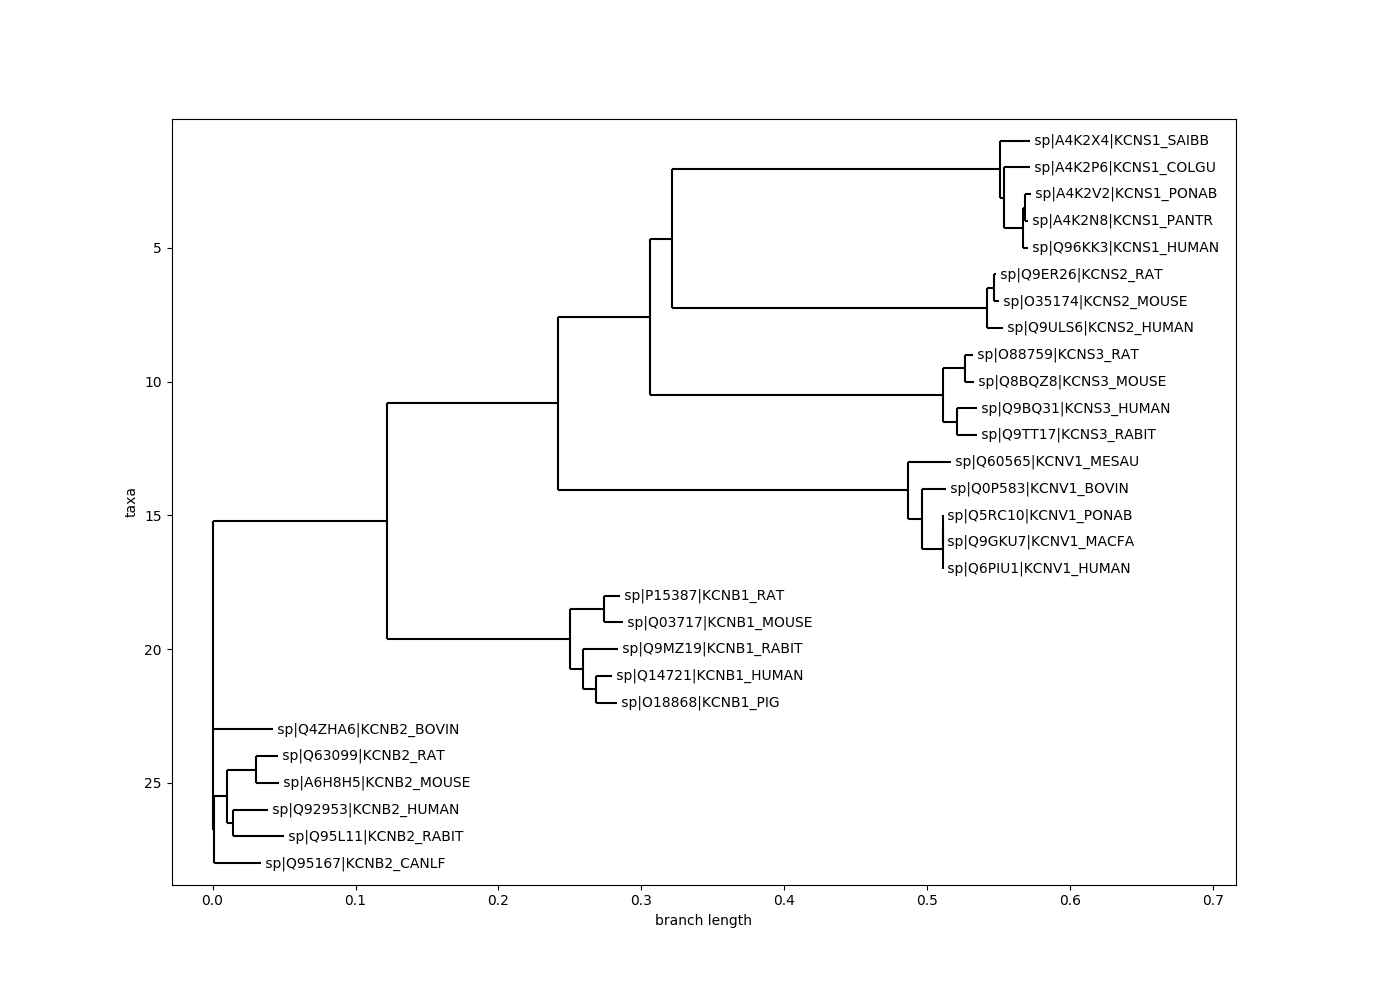 sp|A4K2X4|KCNS1_SAIBB
sp|A4K2P6|KCNS1_COLGU
sp|A4K2V2|KCNS1_PONAB
sp|A4K2N8|KCNS1_PANTR
5
sp|Q96KK3|KCNS1_HUMAN
sp|Q9ER26|KCNS2_RAT
sp|O35174|KCNS2_MOUSE
sp|Q9ULS6|KCNS2_HUMAN
sp|O88759|KCNS3_RAT
10
sp|Q8BQZ8|KCNS3_MOUSE
sp|Q9BQ31|KCNS3_HUMAN
sp|Q9TT17|KCNS3_RABIT
sp|Q60565|KCNV1_MESAU
sp|Q0P583|KCNV1_BOVIN
taxa
15
sp|Q5RC10|KCNV1_PONAB
sp|Q9GKU7|KCNV1_MACFA
sp|Q6PIU1|KCNV1_HUMAN
sp|P15387|KCNB1_RAT
sp|Q03717|KCNB1_MOUSE
20
sp|Q9MZ19|KCNB1_RABIT
sp|Q14721|KCNB1_HUMAN
sp|O18868|KCNB1_PIG
sp|Q4ZHA6|KCNB2_BOVIN
sp|Q63099|KCNB2_RAT
25
sp|A6H8H5|KCNB2_MOUSE
sp|Q92953|KCNB2_HUMAN
sp|Q95L11|KCNB2_RABIT
sp|Q95167|KCNB2_CANLF
0.0 0.1 0.2 0.3 0.4 0.5 0.6 0.7
branch length